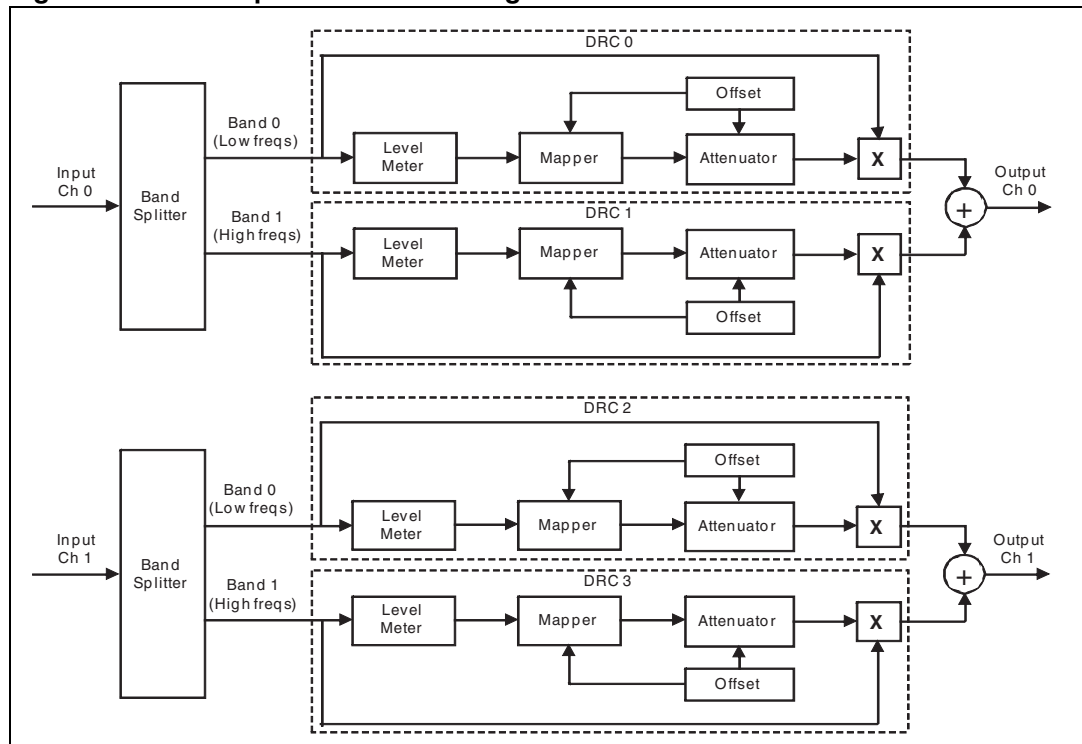 DRC 0
Offset
Band 0
(Low freqs)
Level
Meter
Mapper
Attenuator
X
Input
Ch 0
Band
Splitter
Output
Ch 0
+
Band 1
(High freqs)
DRC 1
Level
Meter
Mapper
Attenuator
X
Offset
DRC 2
Offset
Band 0
(Low freqs)
Level
Meter
Mapper
Attenuator
X
Input
Ch 1
Band
Splitter
Output
Ch 1
+
Band 1
(High freqs)
DRC 3
Level
Meter
Mapper
Attenuator
X
Offset